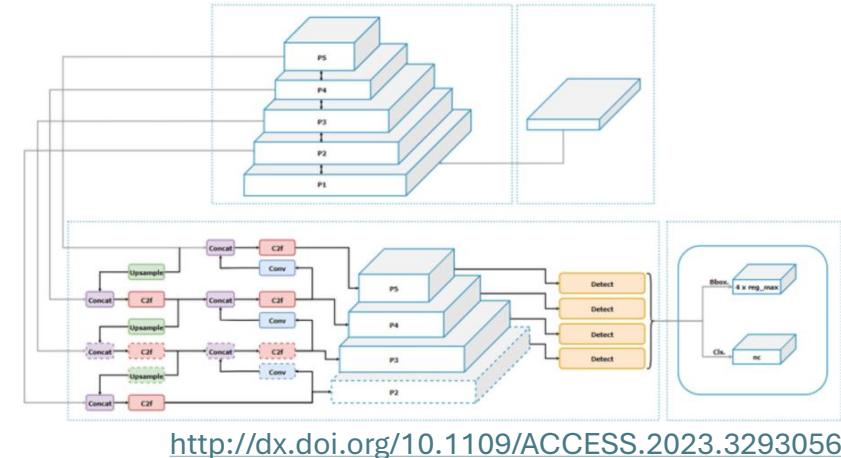 P5
P4
P3
P2
P1
Concat C2f
Upsample Conv
Concat C2f Concat C2f
Upsample Conv
Concat C2f Concat C2f
Upsample Conv
Concat C2f
P5
P4
P3
P2
Detect
Detect
Detect
Detect
Bbox. 4 x reg_max
Cls. nc
http://dx.doi.org/10.1109/ACCESS.2023.3293056